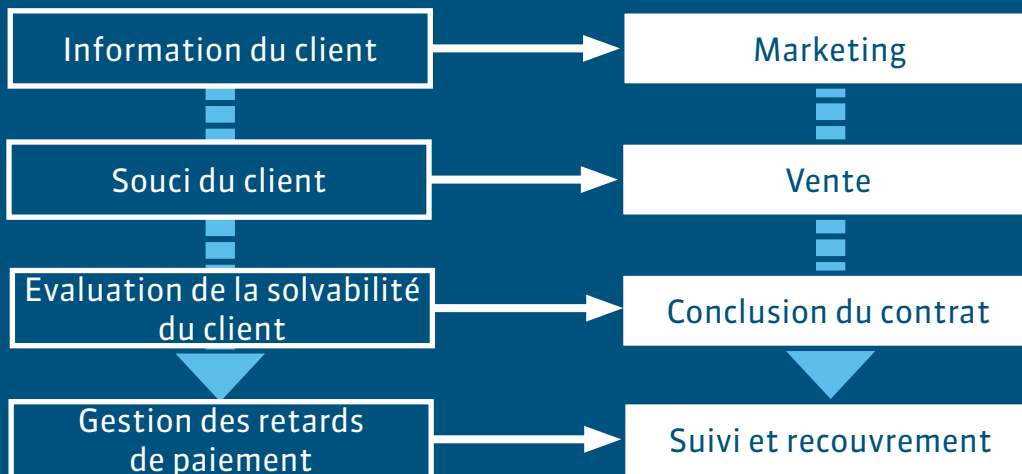 Information du client
Marketing
Souci du client
Vente
Evaluation de la solvabilité
du client
Conclusion du contrat
Gestion des retards
de paiement
Suivi et recouvrement